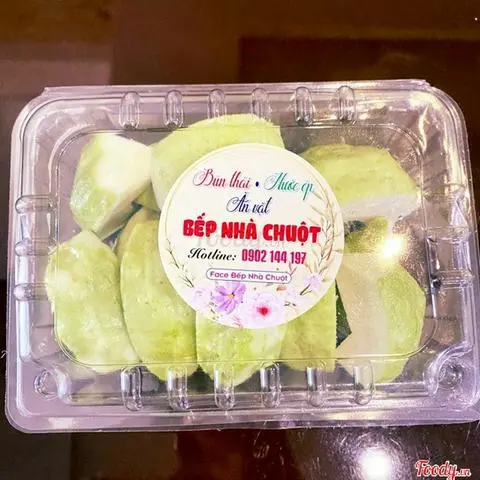 Bún thái • Nước ép
Ăn vặt
BẾP NHÀ CHUỘT
Hotline: 0902 144 197
Face Bếp Nhà Chuột
Foody.vn